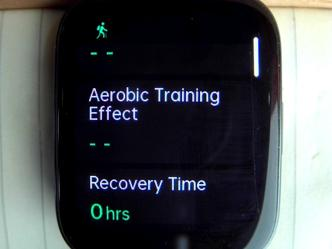 --
Aerobic Training
Effect
--
Recovery Time
0hrs